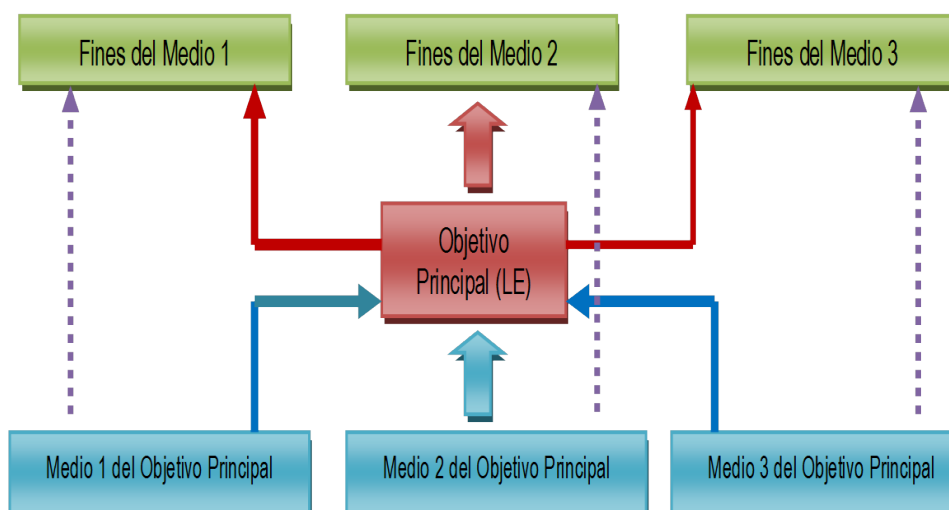 Fines del Medio 1
Fines del Medio 2
Fines del Medio 3
Objetivo
Principal (LE)
Medio 1 del Objetivo Principal
Medio 2 del Objetivo Principal
Medio 3 del Objetivo Principal